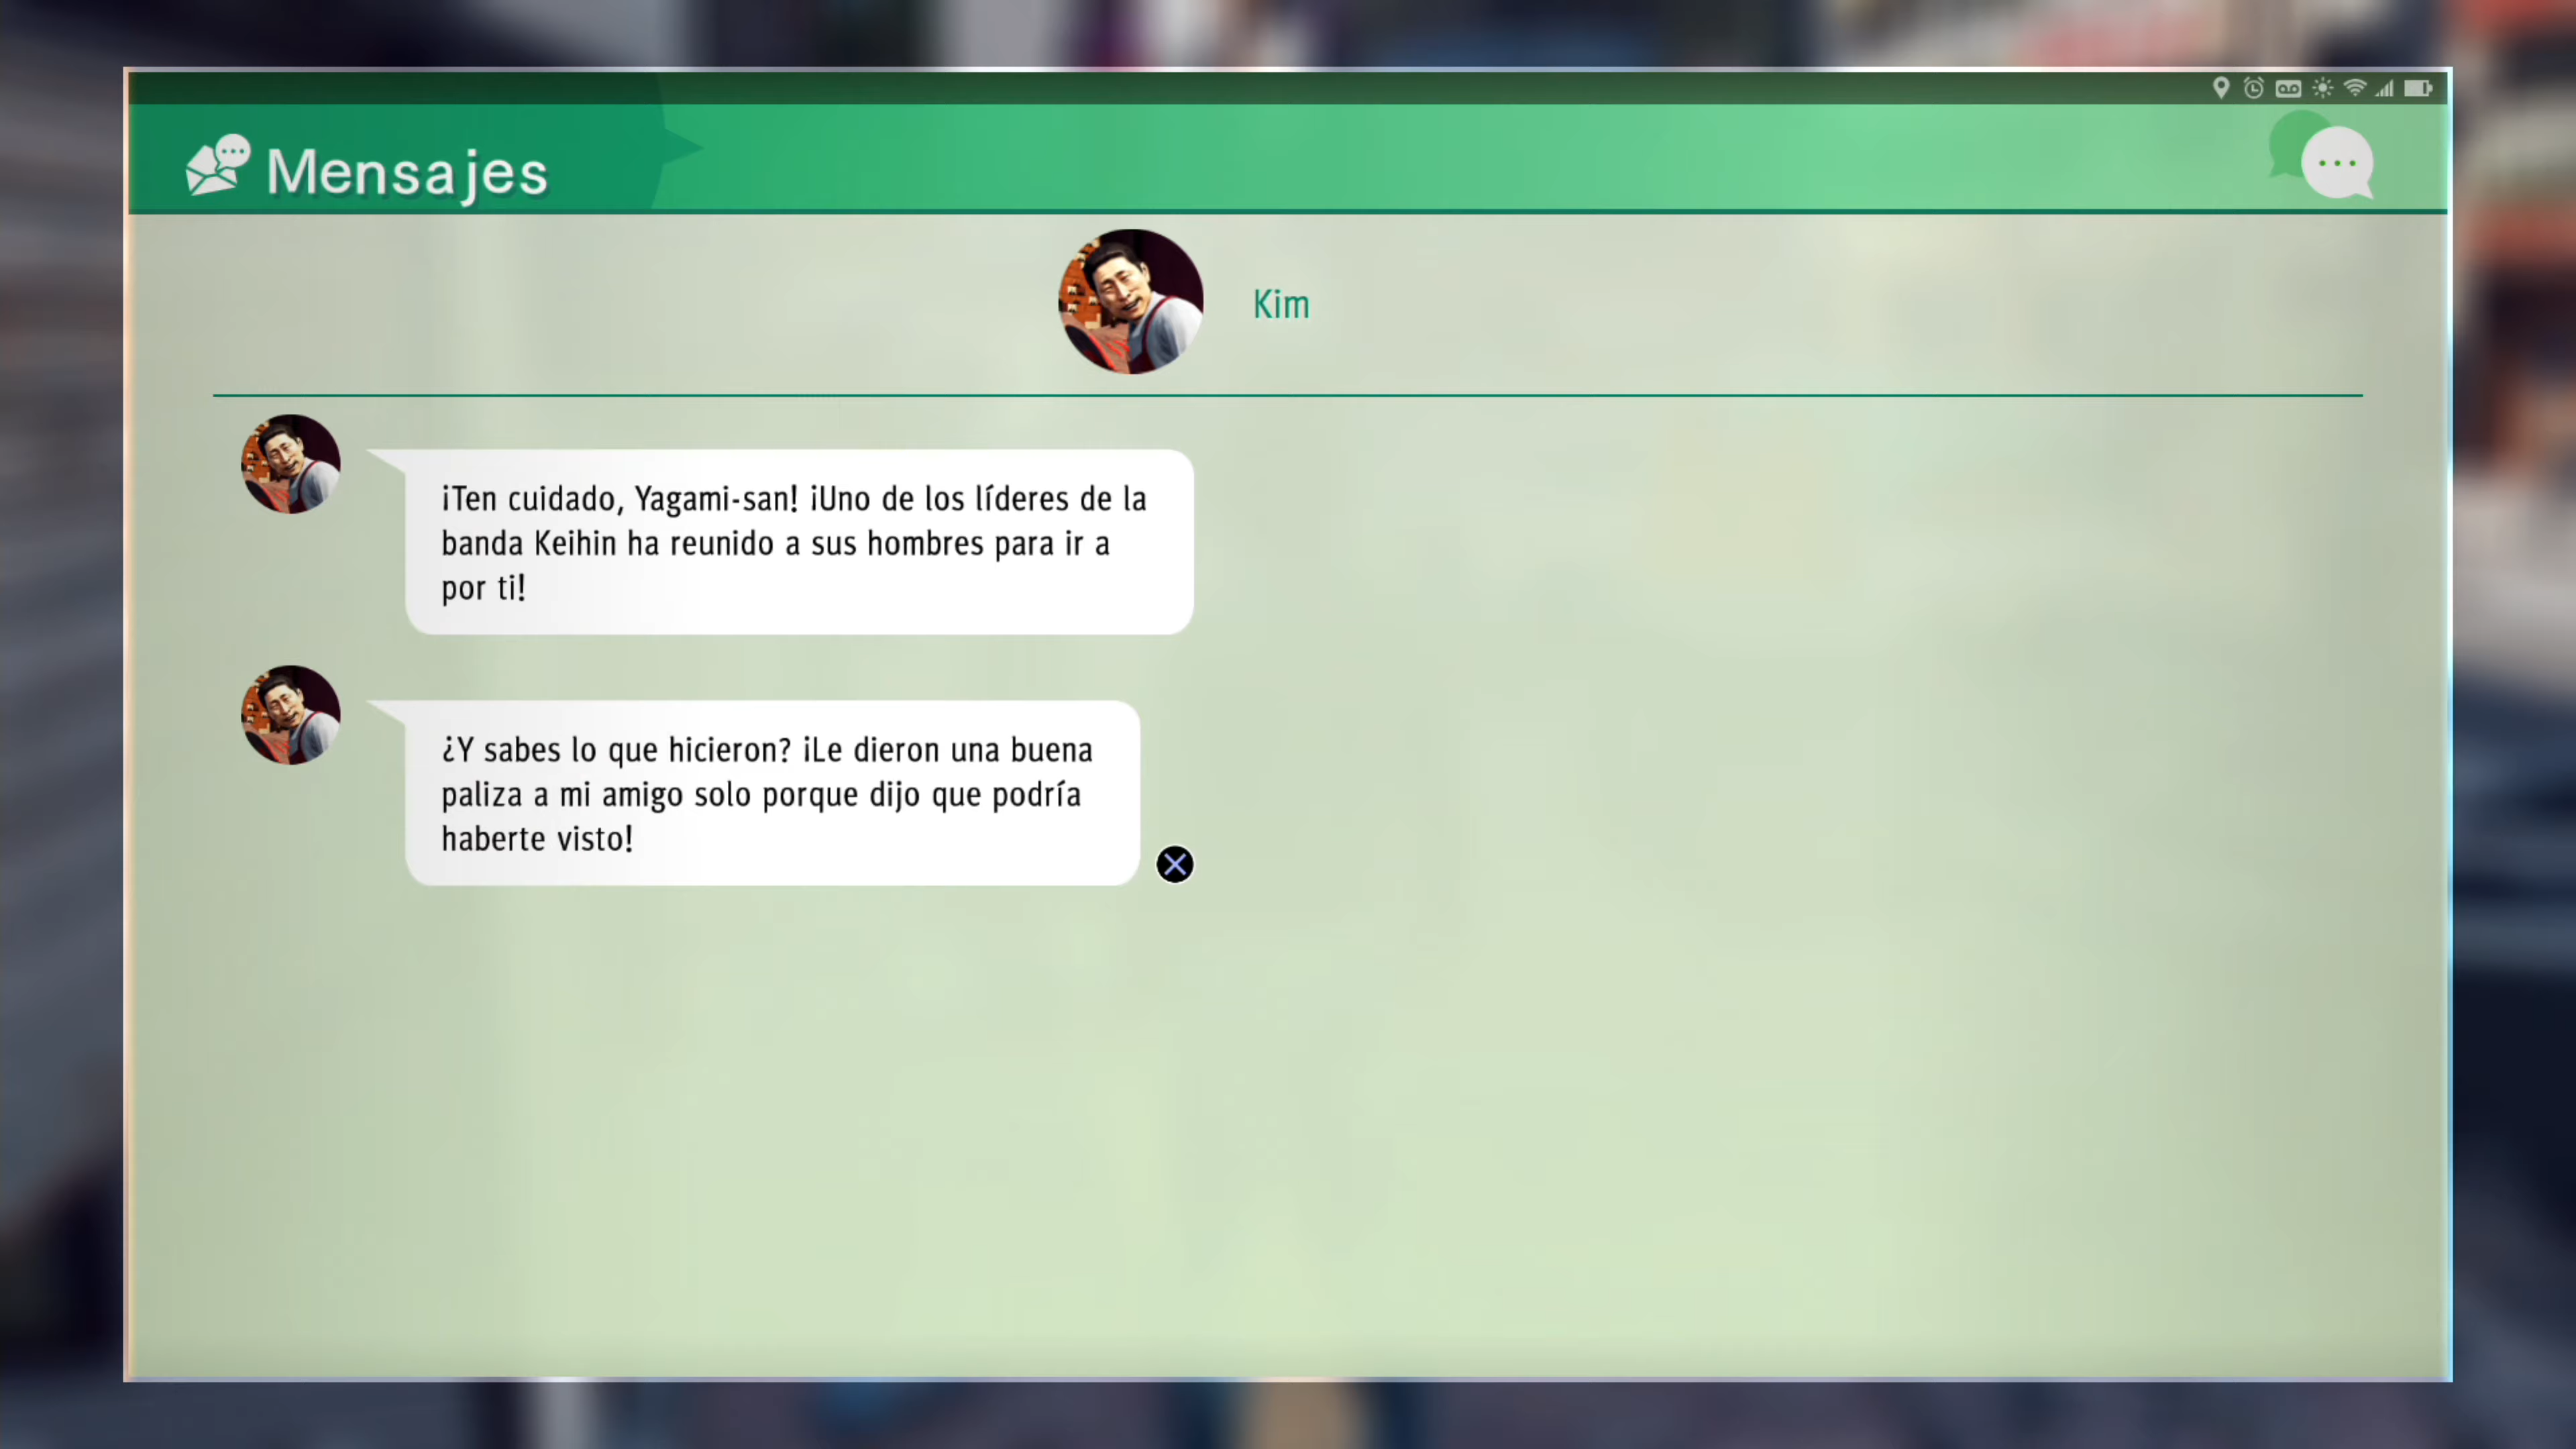 Mensajes
Kim
¡Ten cuidado, Yagami-san! ¡Uno de los líderes de la
banda Keihin ha reunido a sus hombres para ir a
por ti!
¿Y sabes lo que hicieron? ¡Le dieron una buena
paliza a mi amigo solo porque dijo que podría
haberte visto!